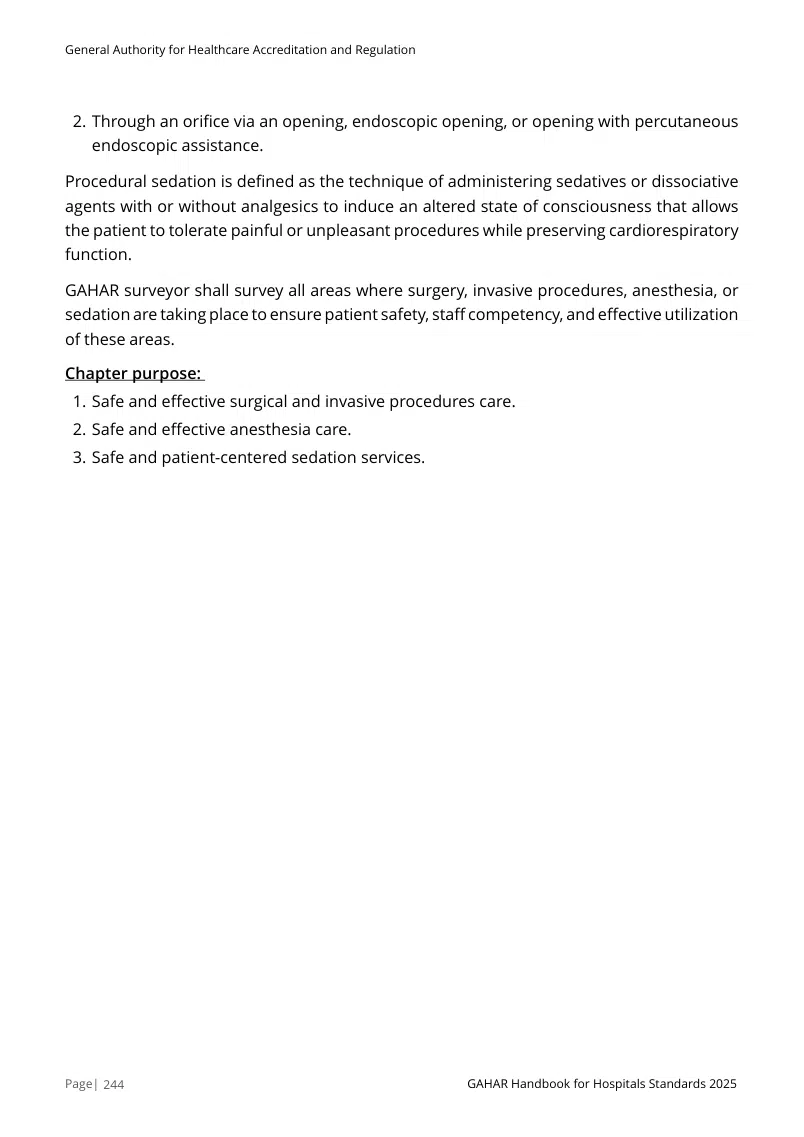 General Authority for Healthcare Accreditation and Regulation
2. Through an orifice via an opening, endoscopic opening, or opening with percutaneous
endoscopic assistance.
Procedural sedation is defined as the technique of administering sedatives or dissociative
agents with or without analgesics to induce an altered state of consciousness that allows
the patient to tolerate painful or unpleasant procedures while preserving cardiorespiratory
function.
GAHAR surveyor shall survey all areas where surgery, invasive procedures, anesthesia, or
sedation are taking place to ensure patient safety, staff competency, and effective utilization
of these areas.
Chapter purpose:
1. Safe and effective surgical and invasive procedures care.
2. Safe and effective anesthesia care.
3. Safe and patient-centered sedation services.
Page| 244 GAHAR Handbook for Hospitals Standards 2025